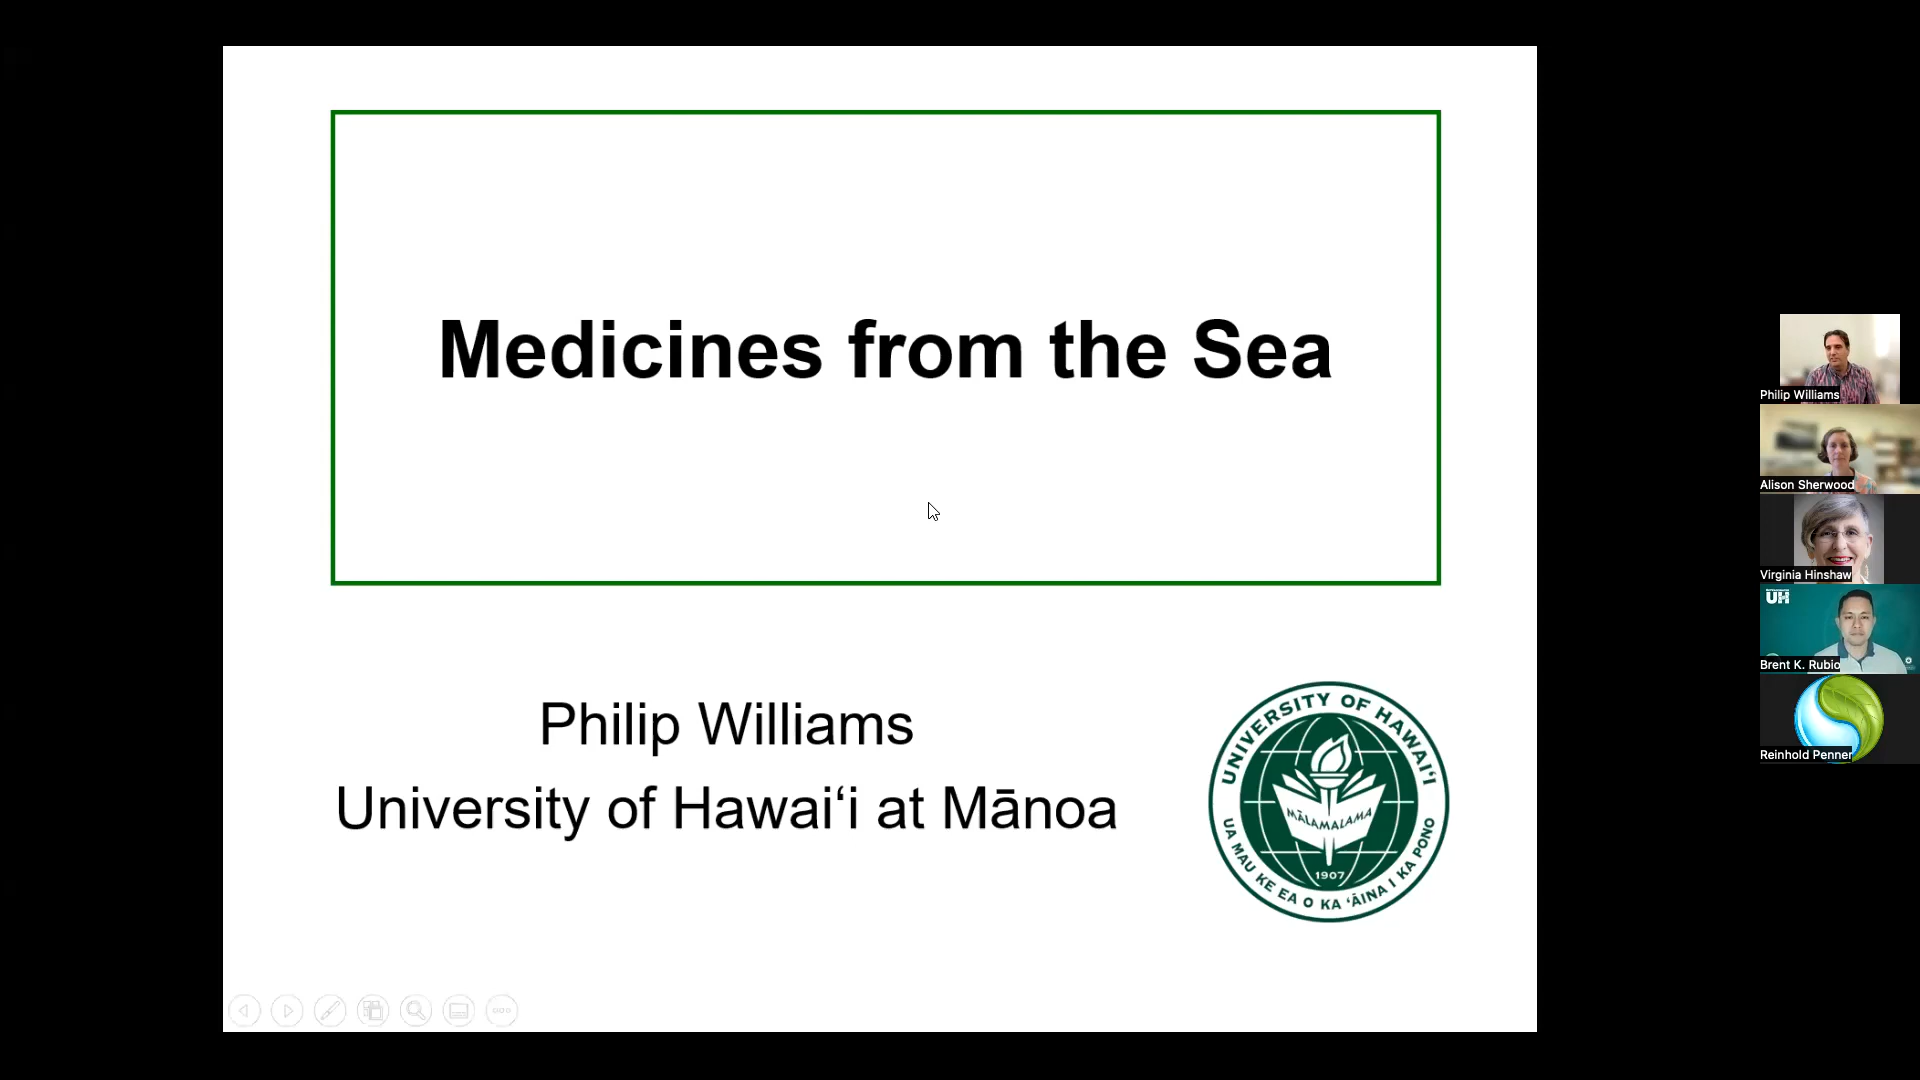 Medicines from the Sea
Philip Williams
University of Hawaiʻi at Mānoa
UNIVERSITY OF HAWAIʻI
MĀLAMALAMA
1907
UA MAU KE EA O KA ʻĀINA I KA PONO
Philip Williams
Alison Sherwood
Virginia Hinshaw
UH
Brent K. Rubio
Reinhold Penner